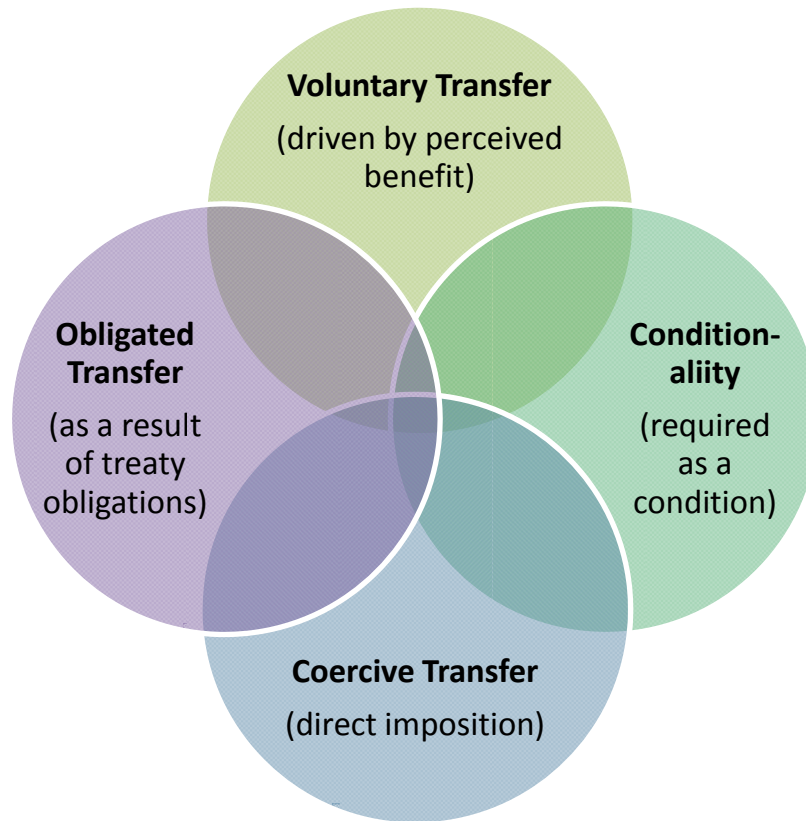 Voluntary Transfer
(driven by perceived
benefit)
Obligated
Transfer
(as a result
of treaty
obligations)
Condition-
aliity
(required
as a
condition)
Coercive Transfer
(direct imposition)